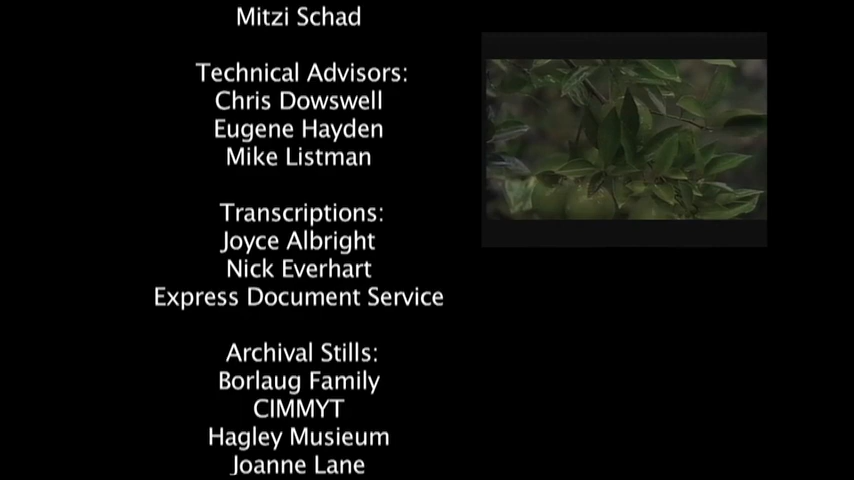 Mitzi Schad
Technical Advisors:
Chris Dowswell
Eugene Hayden
Mike Listman
Transcriptions:
Joyce Albright
Nick Everhart
Express Document Service
Archival Stills:
Borlaug Family
CIMMYT
Hagley Musieum
Joanne Lane